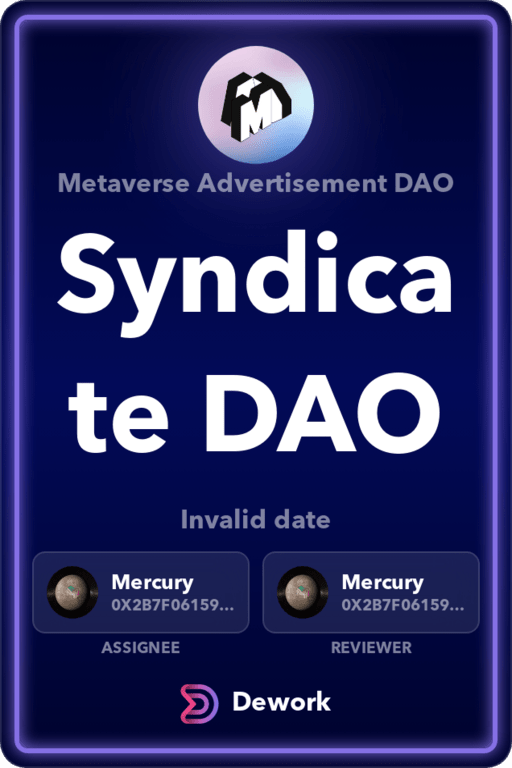 M
Metaverse Advertisement DAO
Syndica
te DAO
Invalid date
Mercury
0X2B7F06159...
ASSIGNEE
Mercury
0X2B7F06159...
REVIEWER
Dework